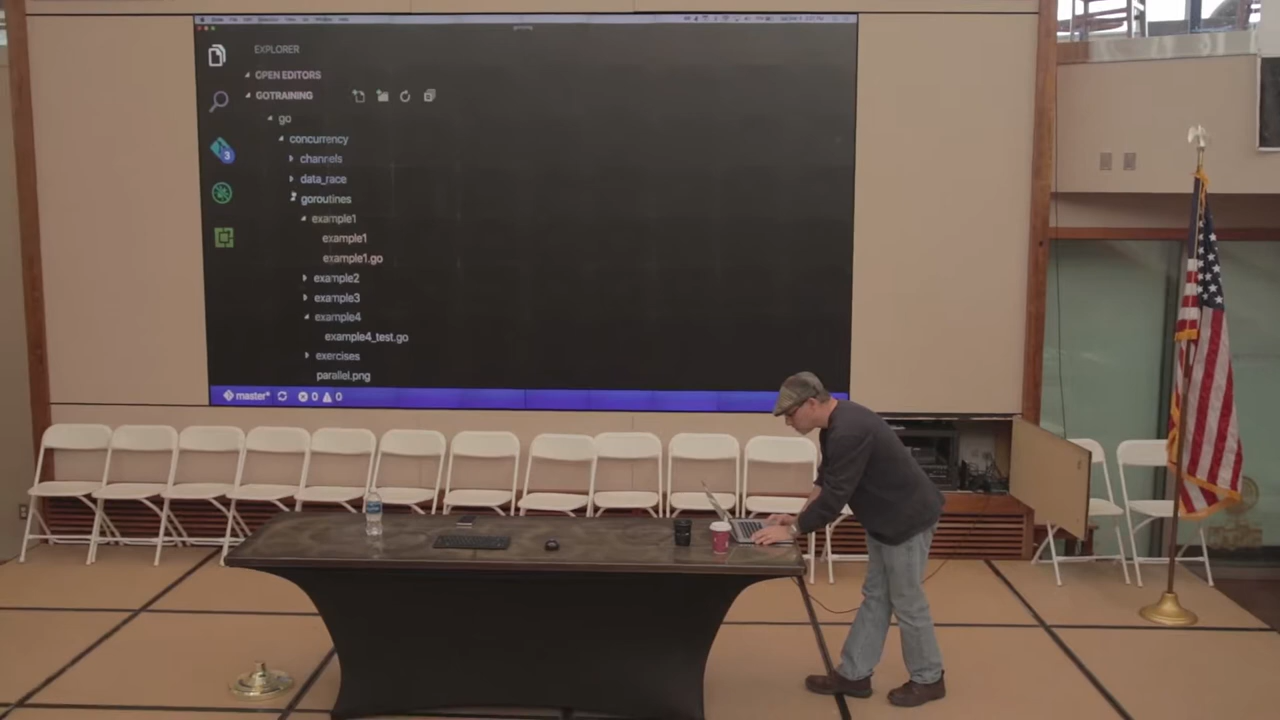 EXPLORER
OPEN EDITORS
GOTRAINING
go
concurrency
channels
data_race
goroutines
example1
example1
example1.go
example2
example3
example4
example4_test.go
exercises
parallel.png
3
master* 0 0